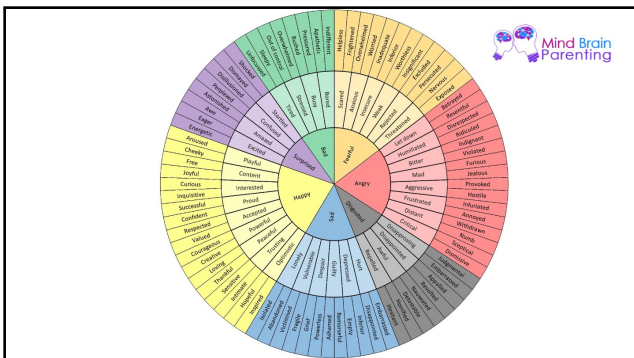 Mind Brain
Parenting
Bad
Fearful
Angry
Disgusted
Sad
Happy
Surprised
Tired
Stressed
Busy
Bored
Scared
Anxious
Insecure
Weak
Rejected
Threatened
Let down
Humiliated
Bitter
Mad
Aggressive
Frustrated
Distant
Critical
Disapproving
Disappointed
Awful
Repelled
Hurt
Depressed
Guilty
Despair
Vulnerable
Lonely
Optimistic
Trusting
Peaceful
Powerful
Accepted
Proud
Interested
Content
Playful
Excited
Amazed
Confused
Startled
Unfocused
Sleepy
Out of control
Overwhelmed
Rushed
Pressured
Apathetic
Indifferent
Helpless
Frightened
Overwhelmed
Worried
Inadequate
Inferior
Worthless
Insignificant
Excluded
Persecuted
Nervous
Exposed
Betrayed
Resentful
Disrespected
Ridiculed
Indignant
Violated
Furious
Jealous
Provoked
Hostile
Infuriated
Annoyed
Withdrawn
Numb
Sceptical
Dismissive
Judgmental
Embarrassed
Appalled
Revolted
Nauseated
Detestable
Horrified
Hesitant
Embarrassed
Disappointed
Inferior
Empty
Remorseful
Ashamed
Powerless
Grief
Fragile
Victimised
Abandoned
Isolated
Inspired
Hopeful
Intimate
Sensitive
Thankful
Loving
Creative
Courageous
Valued
Respected
Confident
Successful
Inquisitive
Curious
Joyful
Free
Cheeky
Aroused
Energetic
Eager
Awe
Astonished
Perplexed
Disillusioned
Dismayed
Shocked